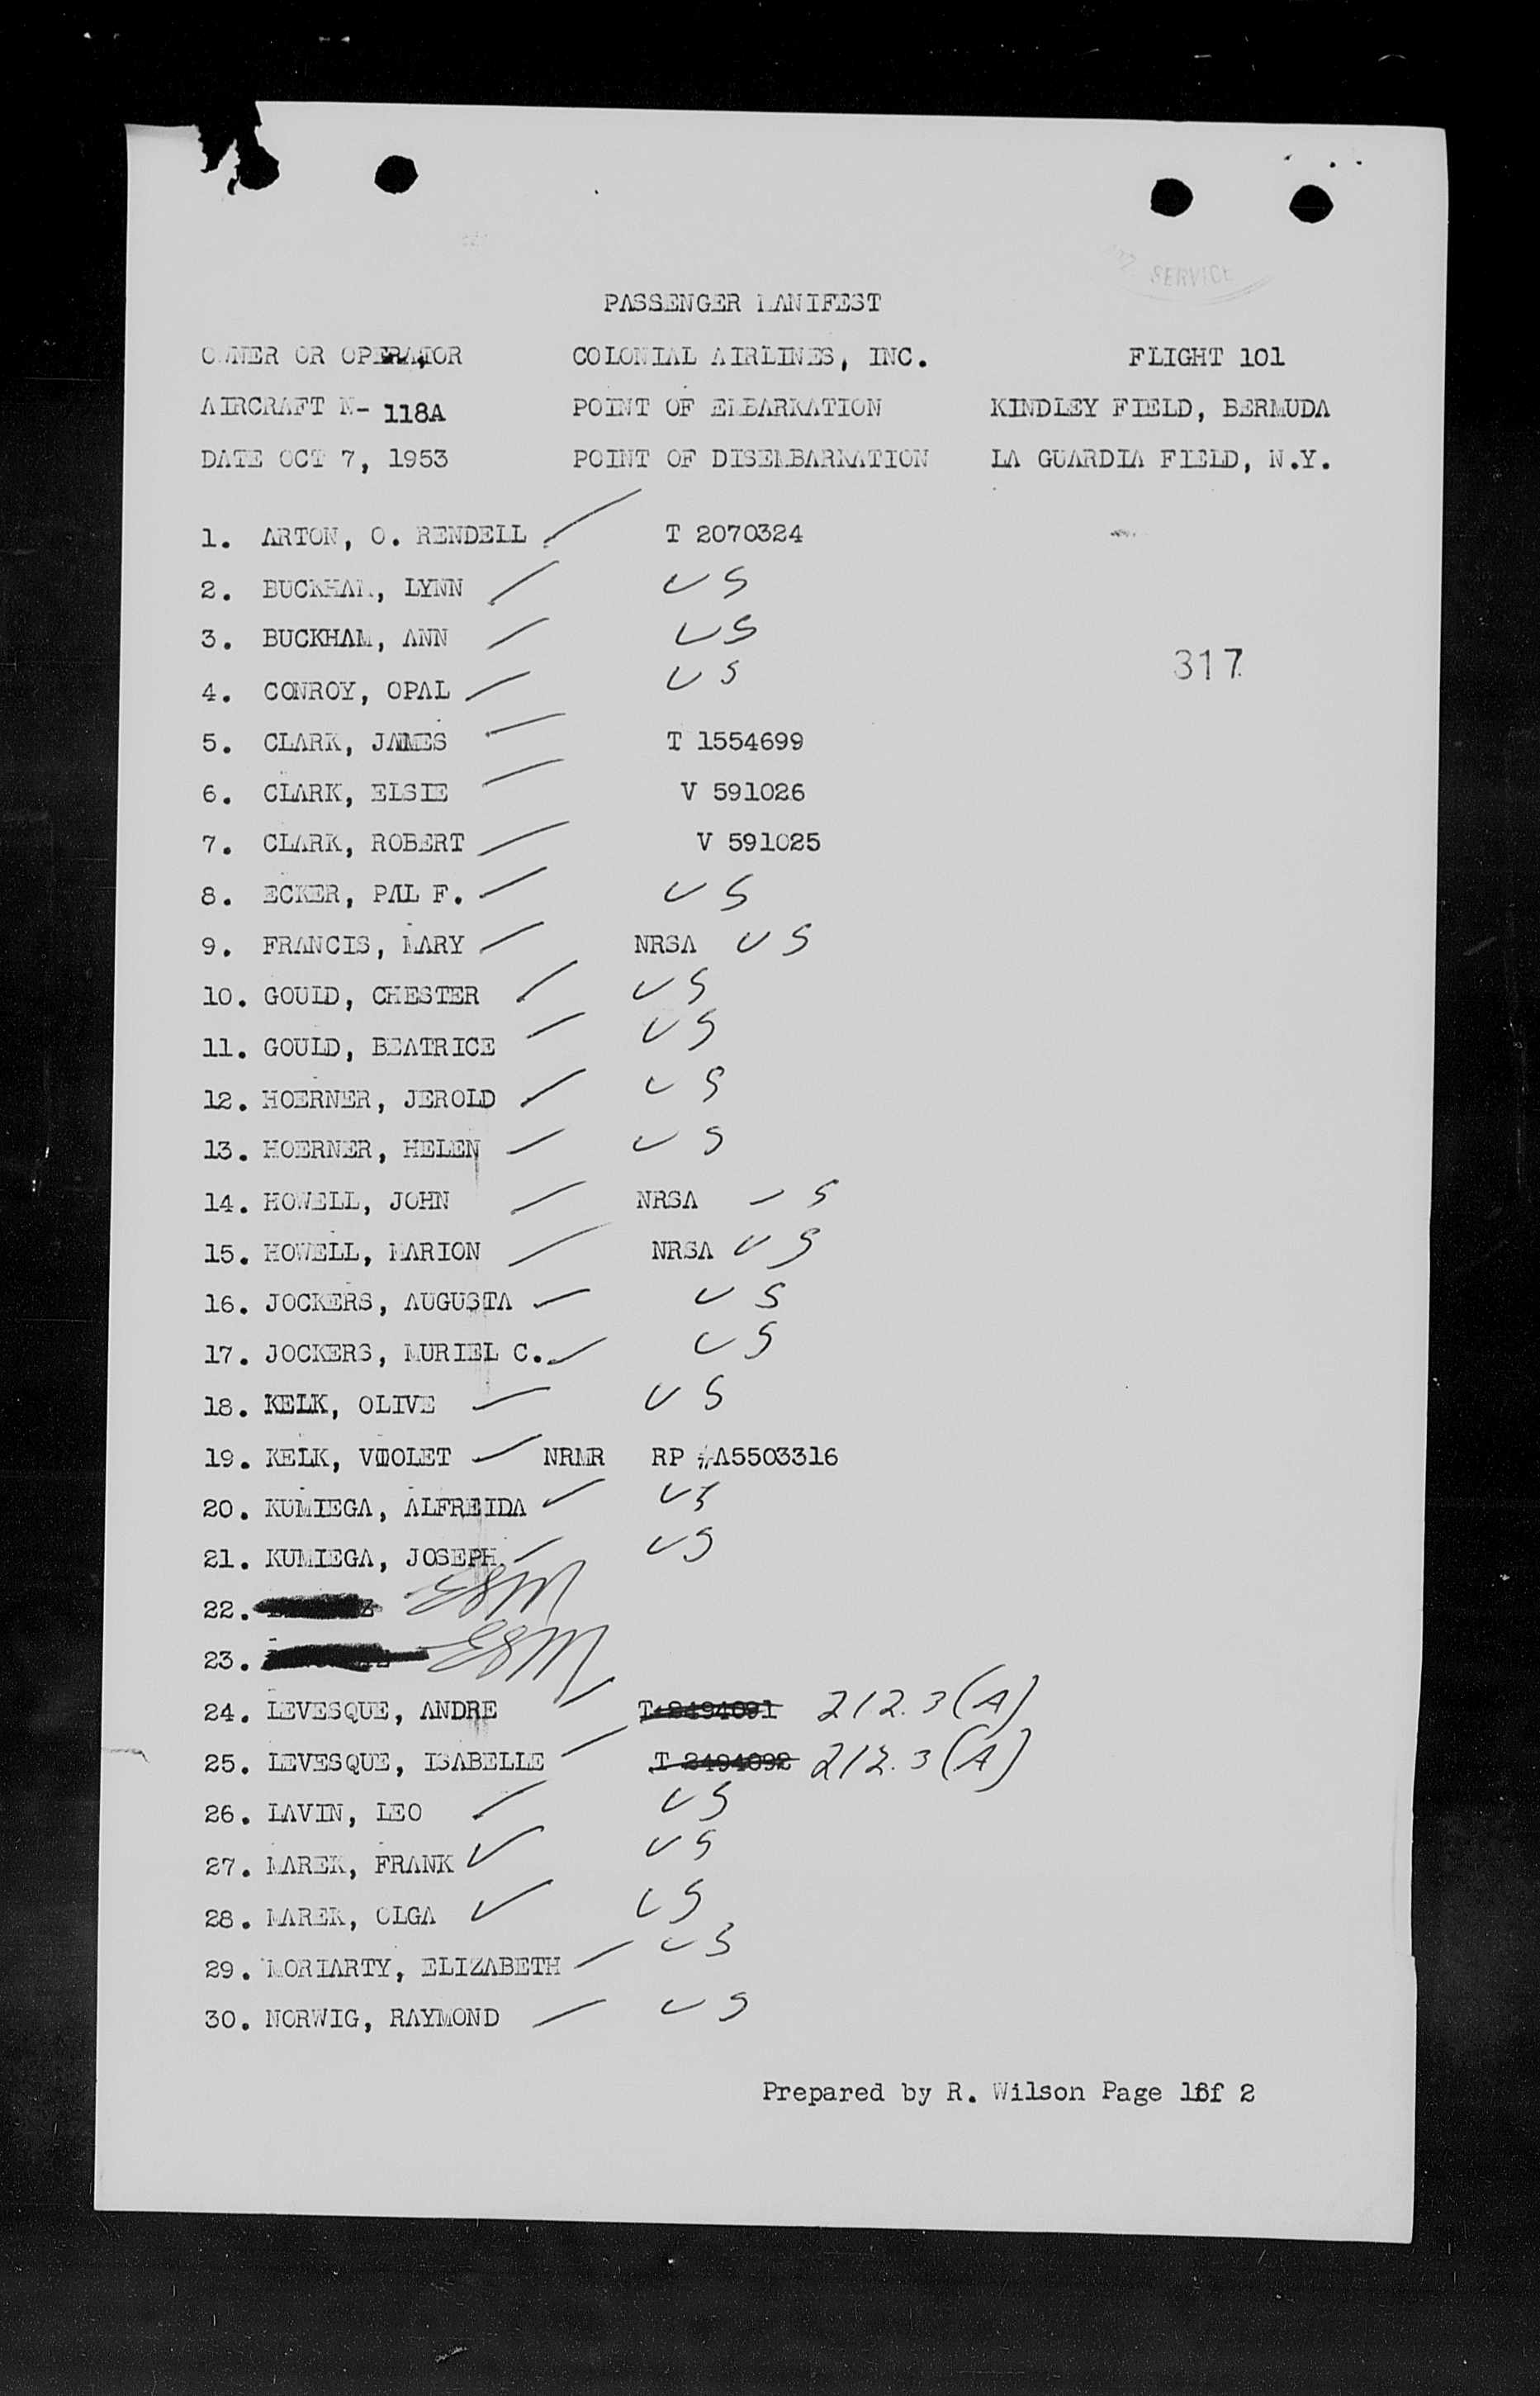 SERVICE
PASSENGER MANIFEST
OWNER OR OPERATOR COLONIAL AIRLINES, INC. FLIGHT 101
AIRCRAFT N- 118A POINT OF EMBARKATION KINDLEY FIELD, BERMUDA
DATE OCT 7, 1953 POINT OF DISEMBARKATION LA GUARDIA FIELD, N.Y.
1. ARTON, O. RENDELL T 2070324
2. BUCKHAM, LYNN US
3. BUCKHAM, ANN US
317
4. CONROY, OPAL US
5. CLARK, JAMES T 1554699
6. CLARK, ELSIE V 591026
7. CLARK, ROBERT V 591025
8. ECKER, PAL F. US
9. FRANCIS, MARY NRSA US
10. GOULD, CHESTER US
11. GOULD, BEATRICE US
12. HOERNER, JEROLD US
13. HOERNER, HELEN US
14. HOWELL, JOHN NRSA US
15. HOWELL, MARION NRSA US
16. JOCKERS, AUGUSTA US
17. JOCKERS, MURIEL C. US
18. KELK, OLIVE US
19. KELK, VIOLET NRMR RP #A5503316
20. KUMIEGA, ALFREIDA US
21. KUMIEGA, JOSEPH US
22. ESM
23. ESM
24. LEVESQUE, ANDRE T 2494091 212.3(A)
25. LEVESQUE, ISABELLE T 2494092 212.3(A)
26. LAVIN, LEO US
27. MAREK, FRANK US
28. MAREK, OLGA US
29. MORIARTY, ELIZABETH US
30. NORWIG, RAYMOND US
Prepared by R. Wilson Page 1of 2